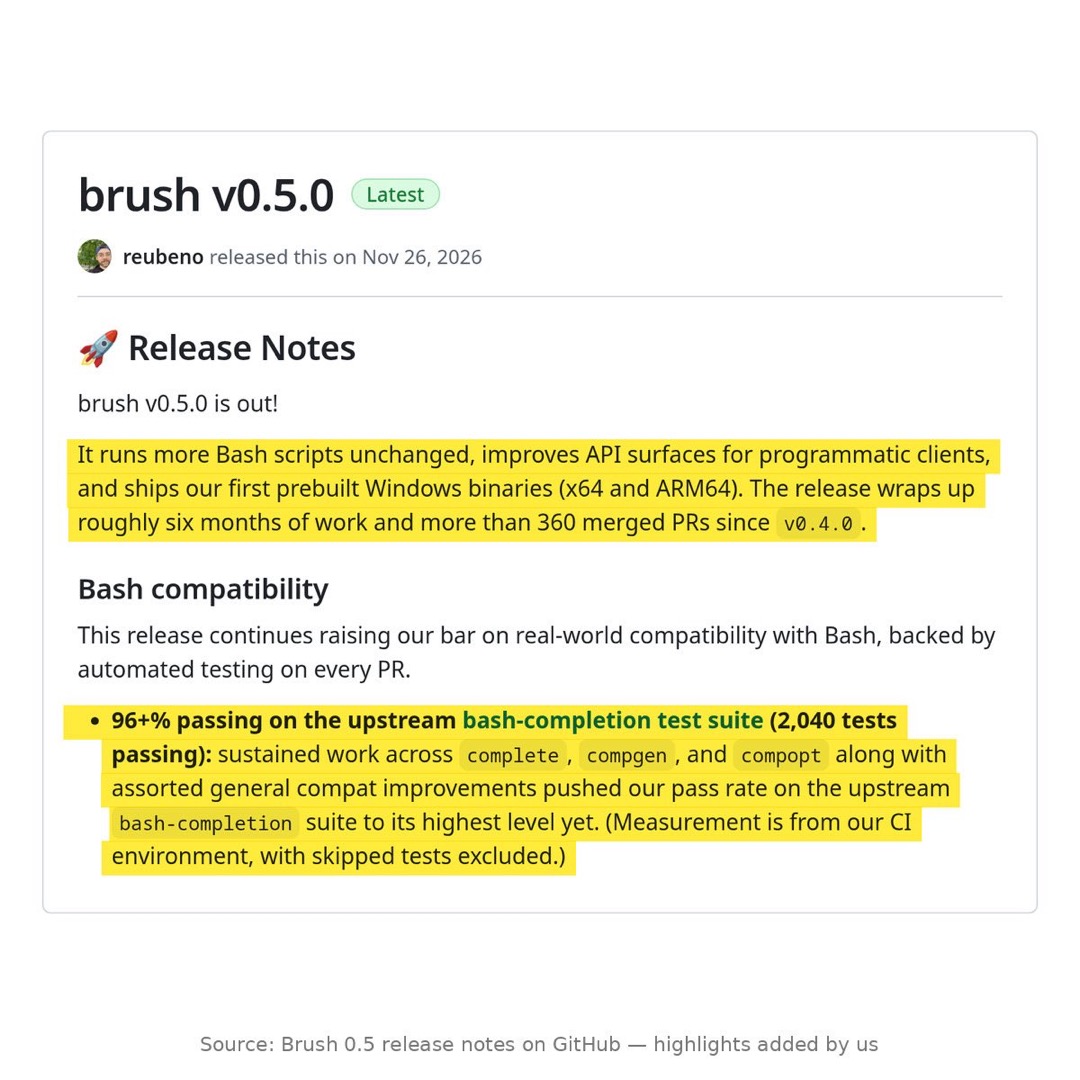 brush v0.5.0 Latest
reubeno released this on Nov 26, 2026
🚀 Release Notes
brush v0.5.0 is out!
It runs more Bash scripts unchanged, improves API surfaces for programmatic clients,
and ships our first prebuilt Windows binaries (x64 and ARM64). The release wraps up
roughly six months of work and more than 360 merged PRs since v0.4.0.
Bash compatibility
This release continues raising our bar on real-world compatibility with Bash, backed by
automated testing on every PR.
• 96+% passing on the upstream bash-completion test suite (2,040 tests
passing): sustained work across complete, compgen, and compopt along with
assorted general compat improvements pushed our pass rate on the upstream
bash-completion suite to its highest level yet. (Measurement is from our CI
environment, with skipped tests excluded.)
Source: Brush 0.5 release notes on GitHub — highlights added by us